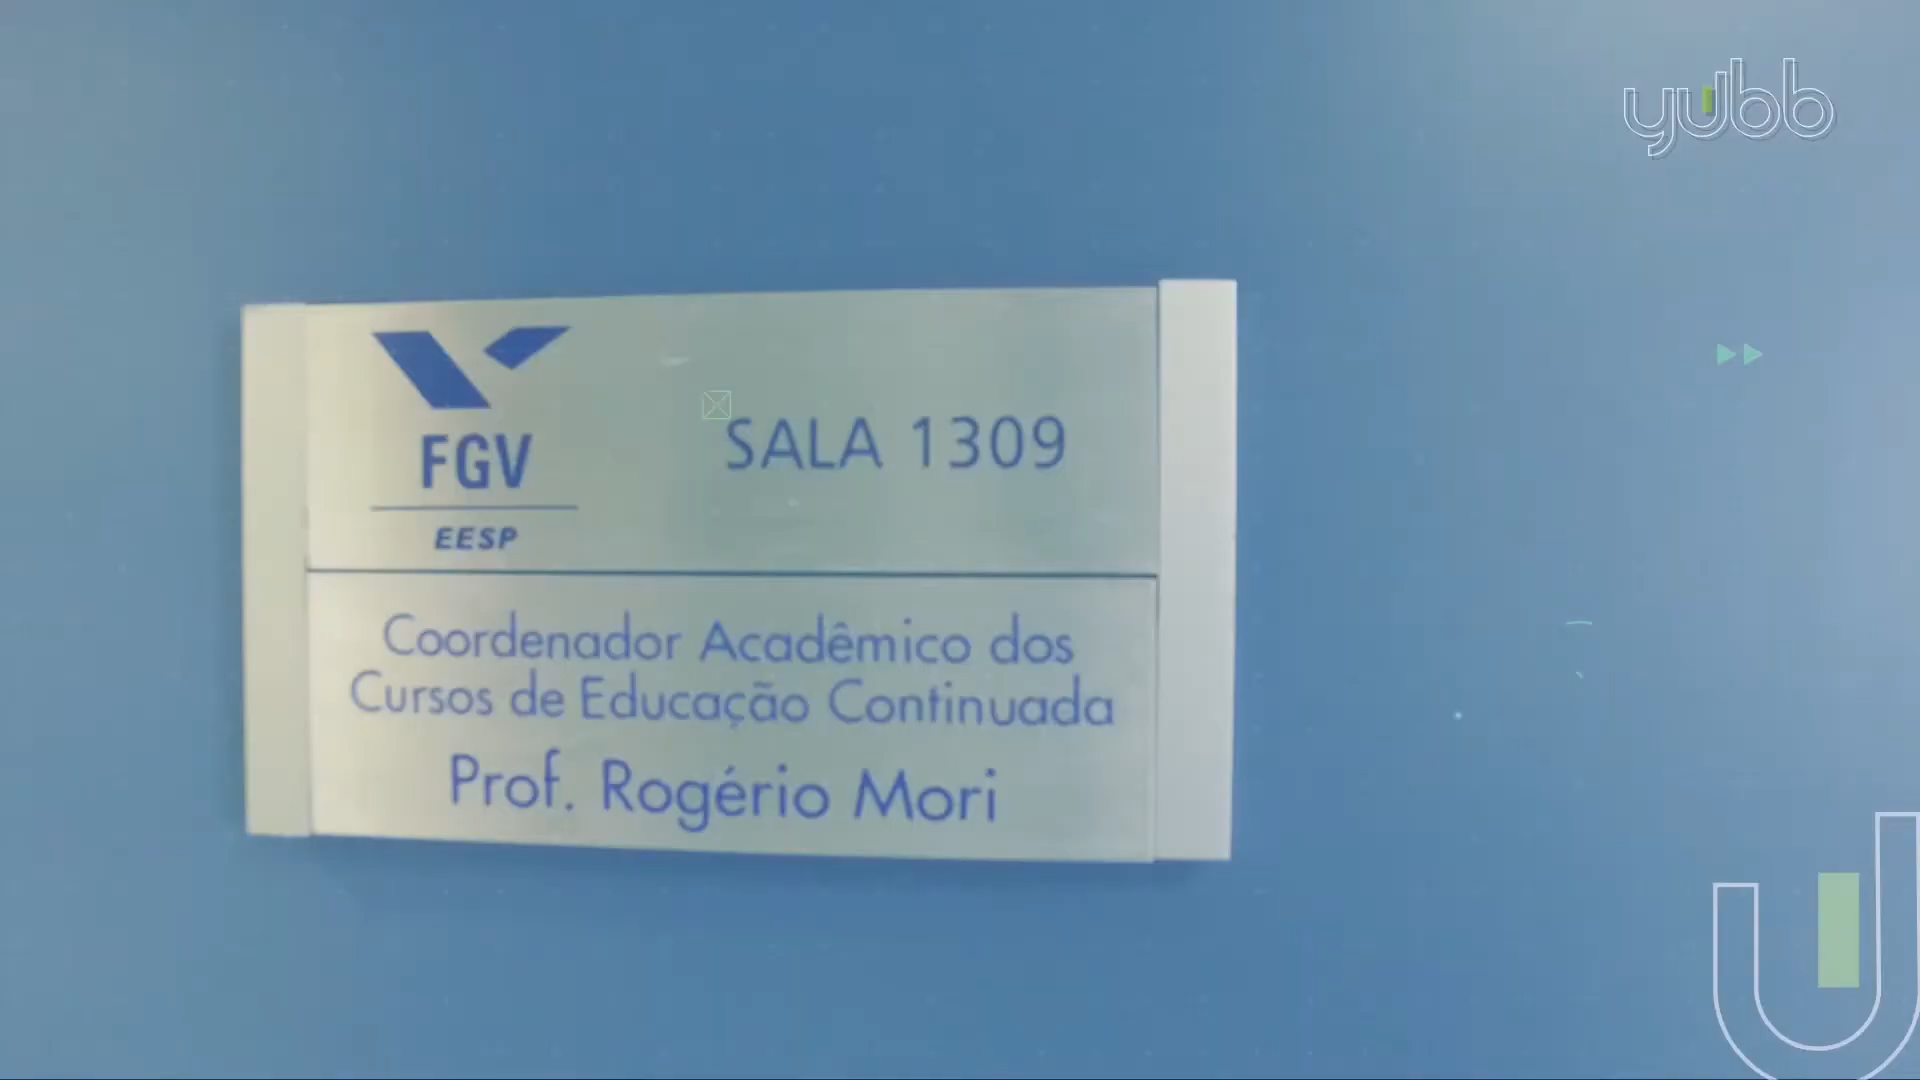 yubb
FGV
EESP
SALA 1309
Coordenador Acadêmico dos
Cursos de Educação Continuada
Prof. Rogério Mori